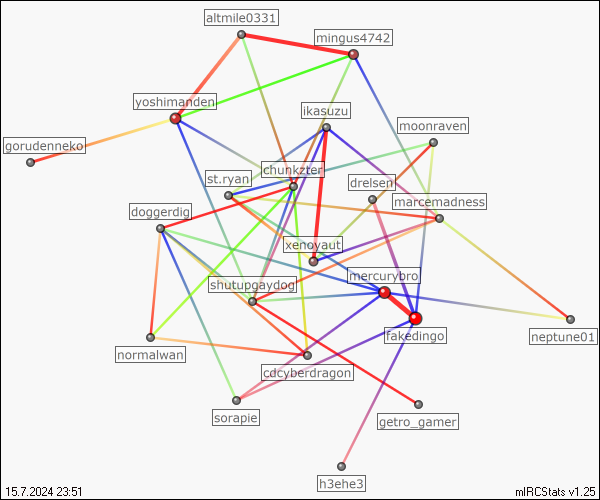 altmile0331
mingus4742
yoshimanden
ikasuzu
moonraven
gorudenneko
chunkzter
st.ryan
drelsen
marcemadness
doggerdig
xenoyaut
mercurybro
shutupgaydog
fakedingo
neptune01
normalwan
cdcyberdragon
sorapie
getro_gamer
h3ehe3
15.7.2024 23:51
mIRCStats v1.25